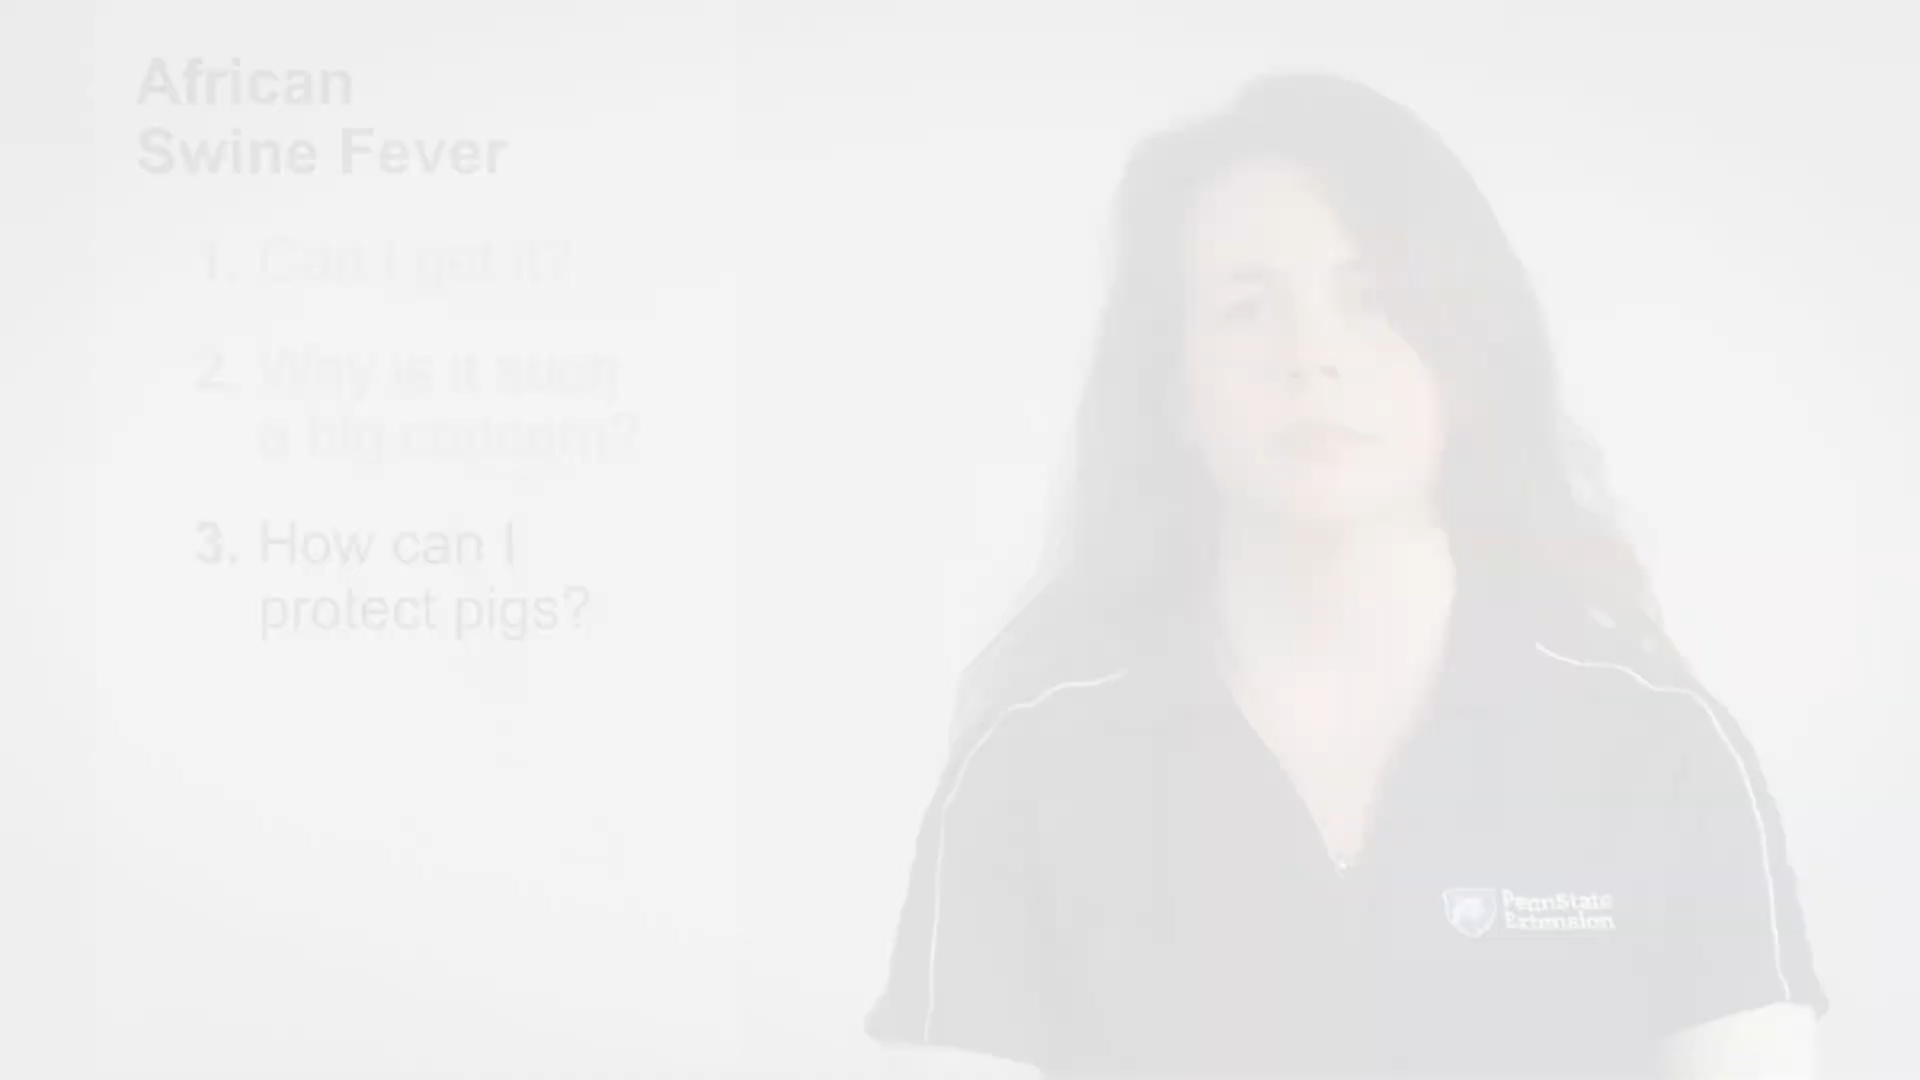 African
Swine Fever
1. Can I get it?
2. Why is it such
a big concern?
3. How can I
protect pigs?
PennState
Extension